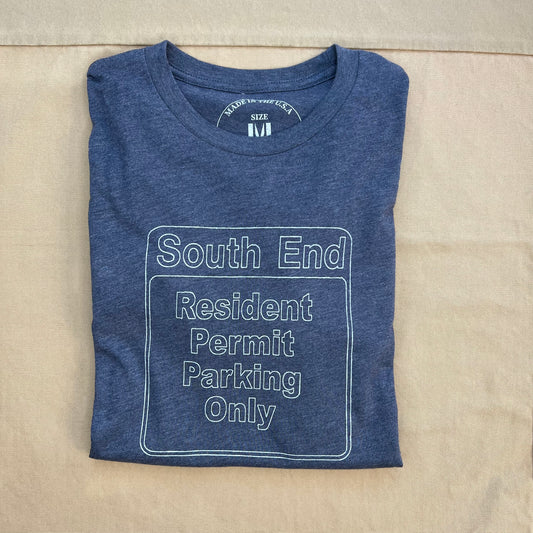 MADE IN THE U.S.A
SIZE
M
South End
Resident
Permit
Parking
Only